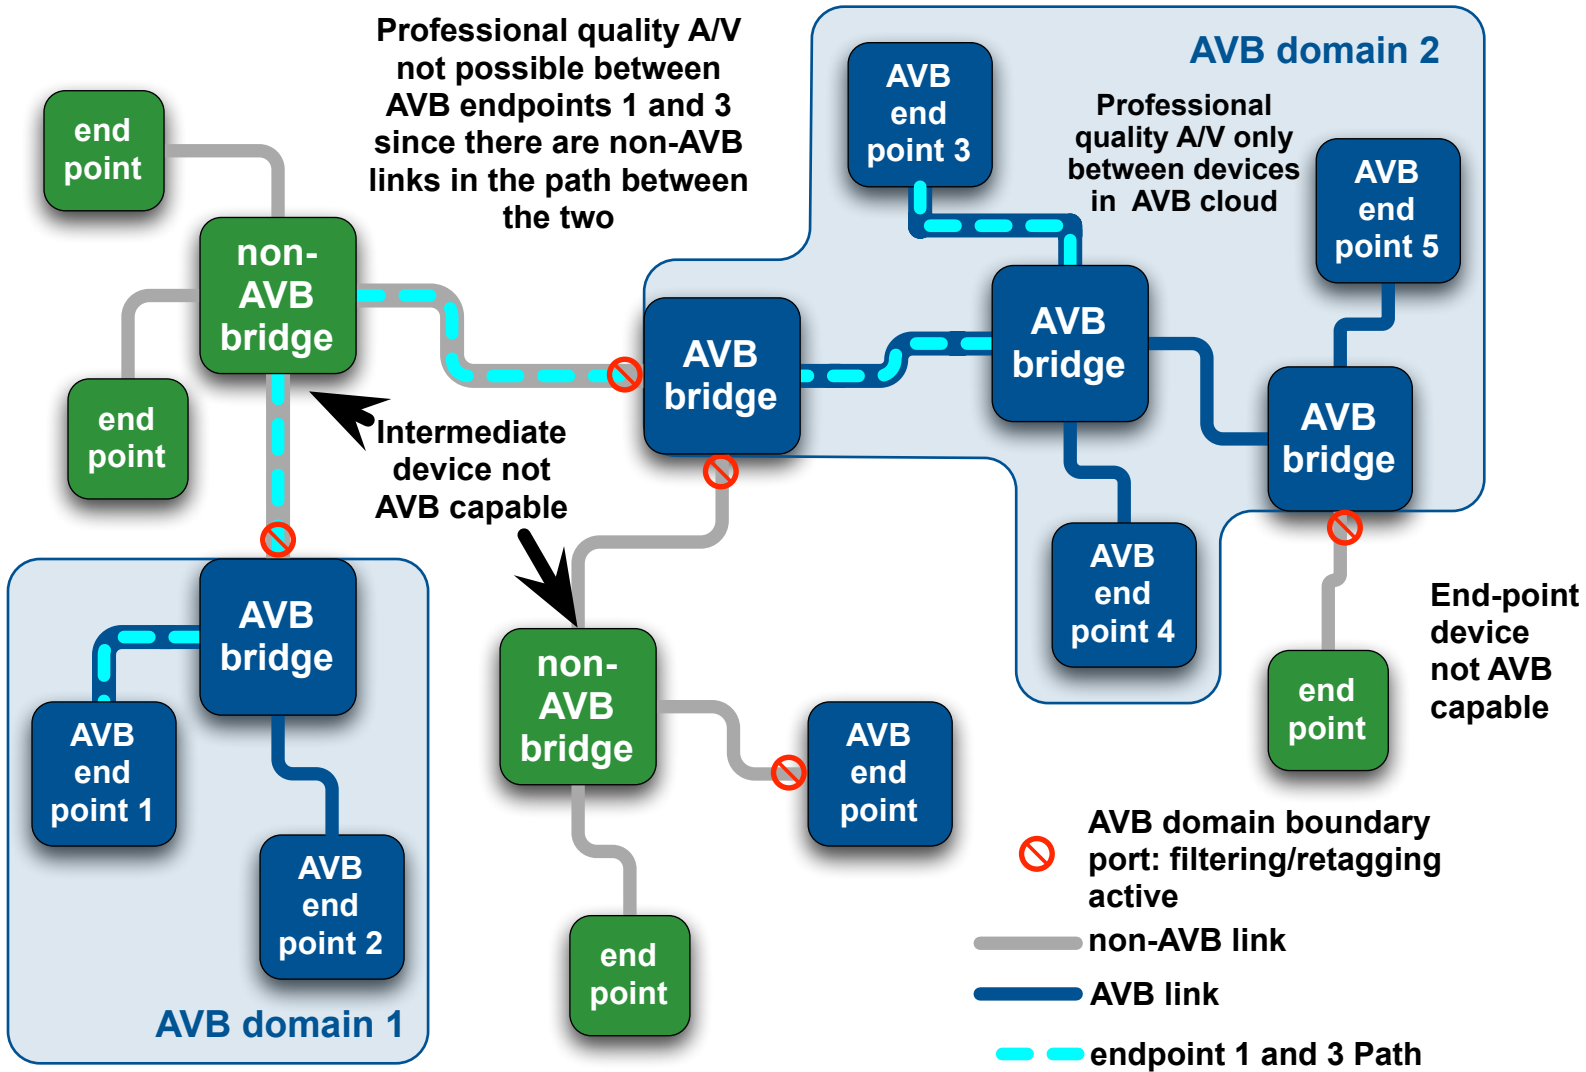 Professional quality A/V
not possible between
AVB endpoints 1 and 3
since there are non-AVB
links in the path between
the two
AVB domain 2
AVB
end
point 3
Professional
quality A/V only
between devices
in AVB cloud
AVB
end
point 5
end
point
non-
AVB
bridge
end
point
AVB
bridge
AVB
bridge
AVB
bridge
Intermediate
device not
AVB capable
AVB
end
point 4
End-point
device
not AVB
capable
end
point
AVB
bridge
AVB
end
point 1
AVB
end
point 2
AVB domain 1
non-
AVB
bridge
AVB
end
point
end
point
AVB domain boundary
port: filtering/retagging
active
non-AVB link
AVB link
endpoint 1 and 3 Path